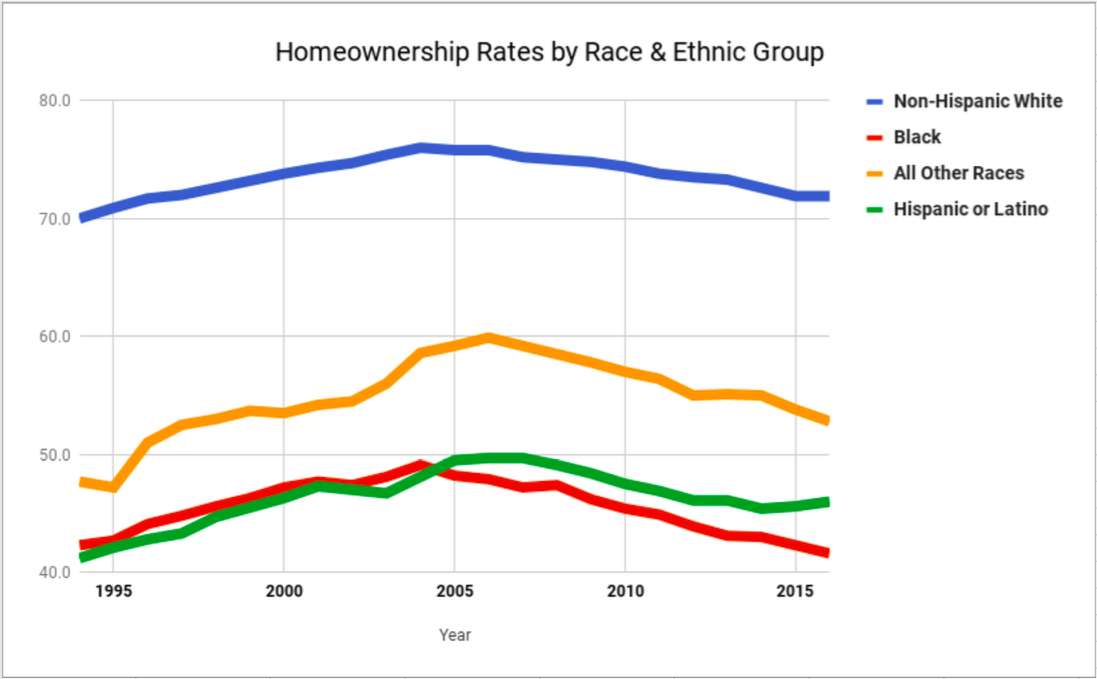 Homeownership Rates by Race & Ethnic Group
80.0
70.0
60.0
50.0
40.0
1995 2000 2005 2010 2015
Year
Non-Hispanic White
Black
All Other Races
Hispanic or Latino